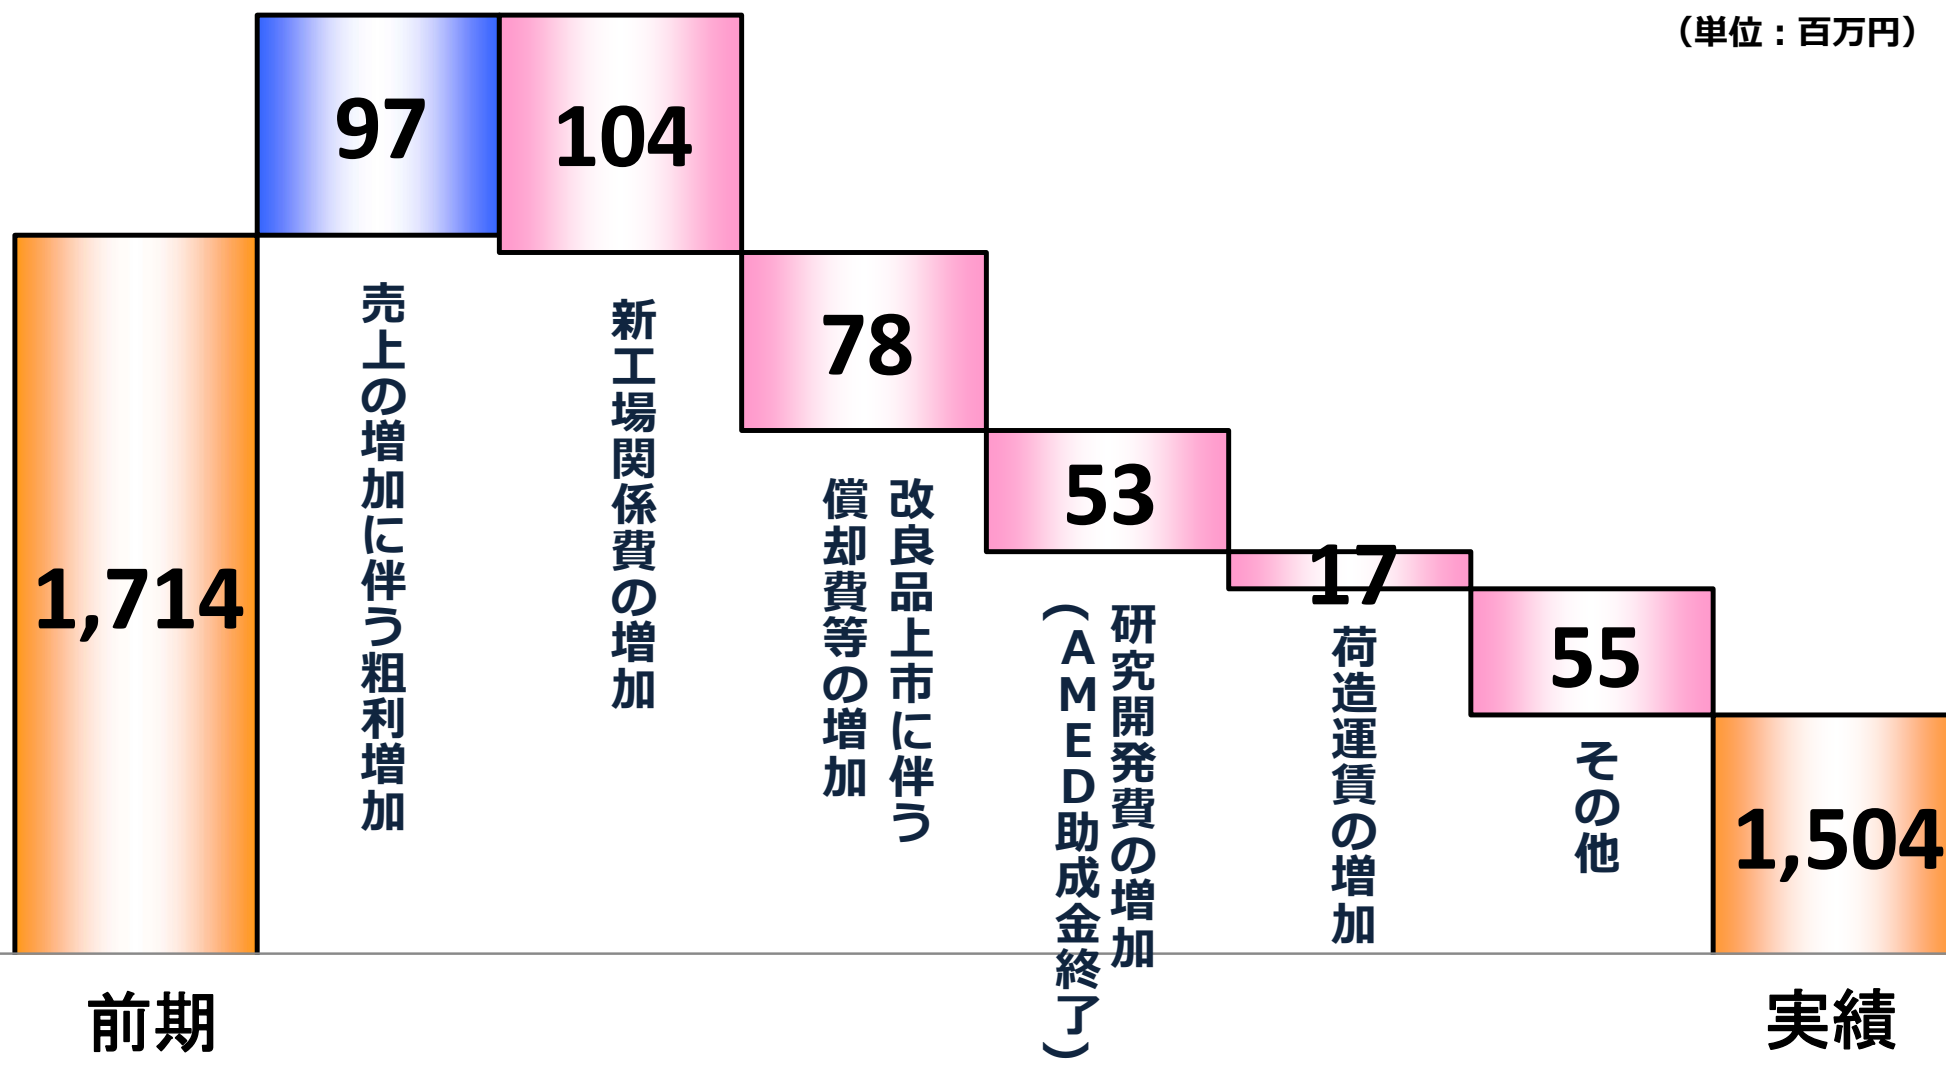 （単位：百万円）
1,714
前期
97
売上の増加に伴う粗利増加
104
新工場関係費の増加
78
改良品上市に伴う
償却費等の増加
53
研究開発費の増加
（ＡＭＥＤ助成金終了）
17
荷造運賃の増加
55
その他
1,504
実績